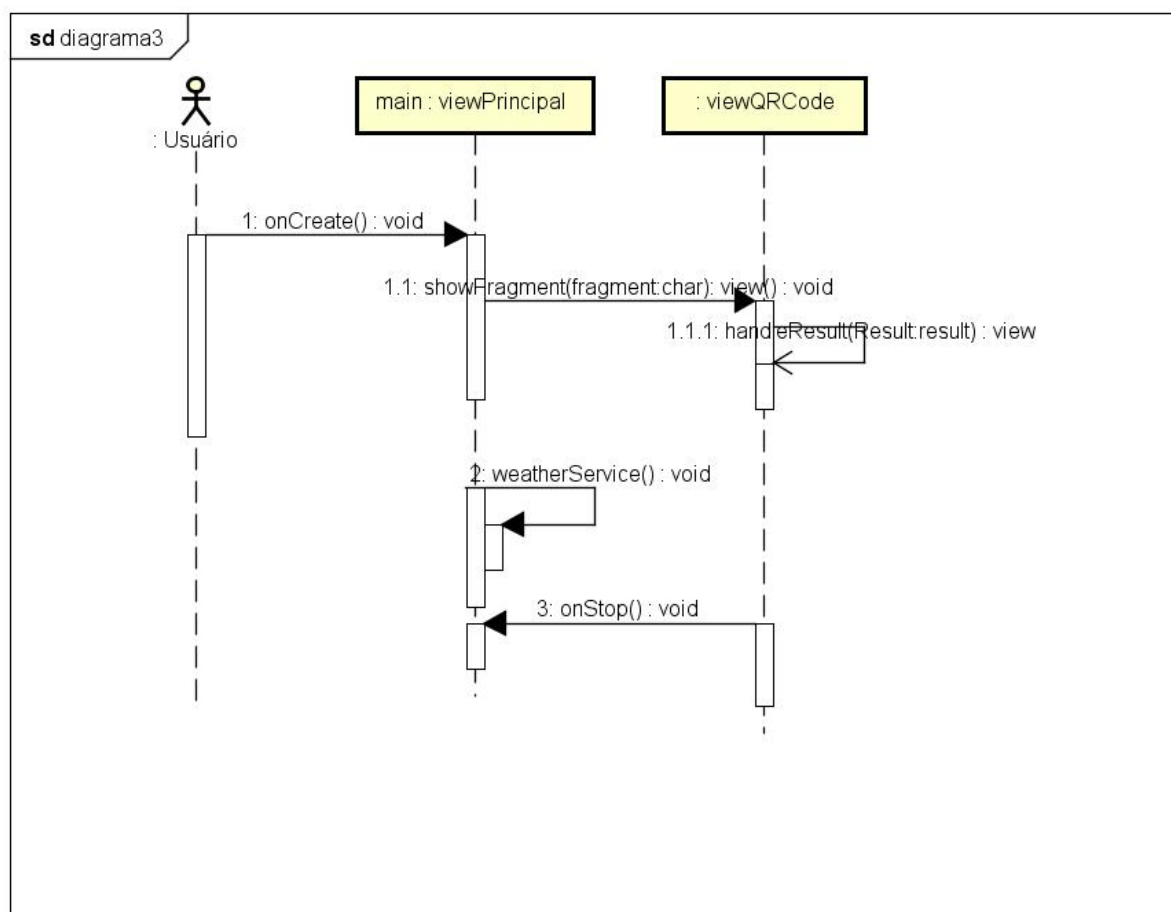 sd diagrama3
: Usuário
main : viewPrincipal
: viewQRCode
1: onCreate() : void
1.1: showFragment(fragment:char): view() : void
1.1.1: handleResult(Result:result) : view
2: weatherService() : void
3: onStop() : void